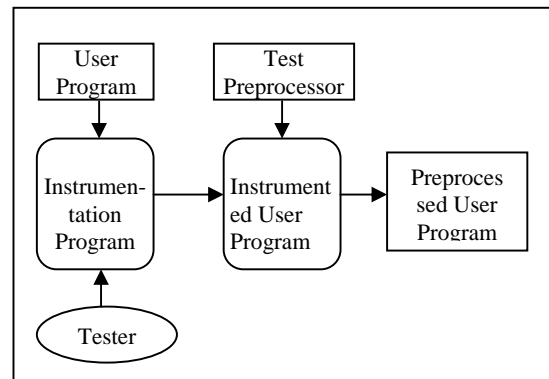 User
Program
Test
Preprocessor
Instrumen-
tation
Program
Instrument
ed User
Program
Preproces
sed User
Program
Tester